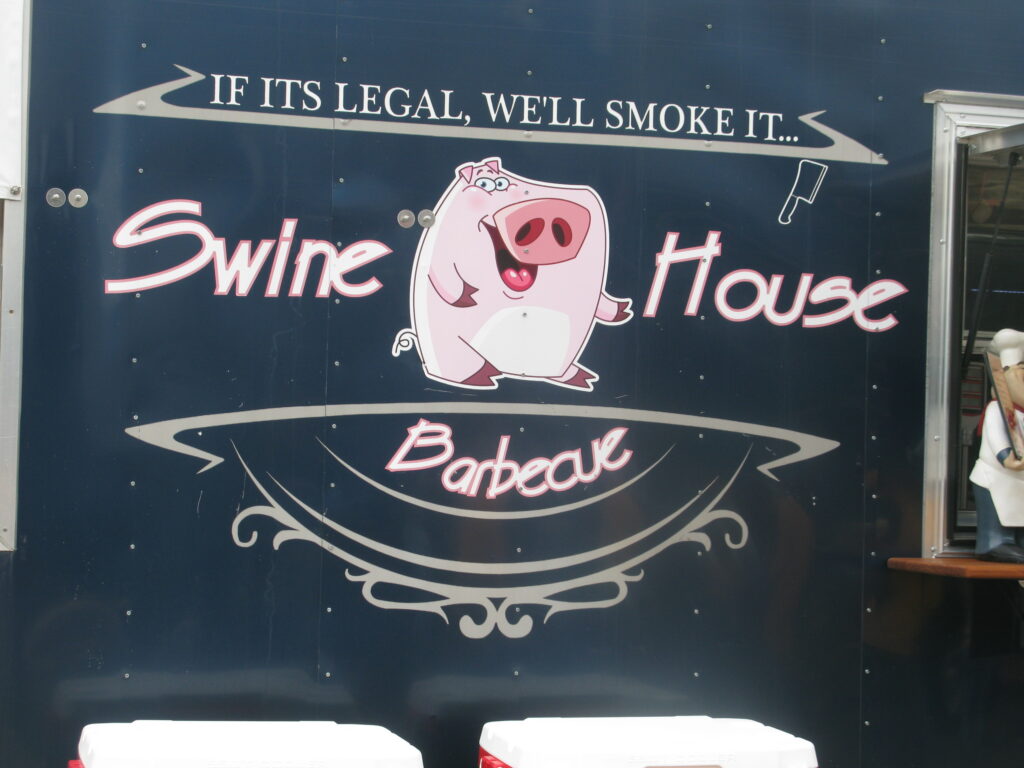 IF ITS LEGAL, WE'LL SMOKE IT...
Swine House
Barbecue